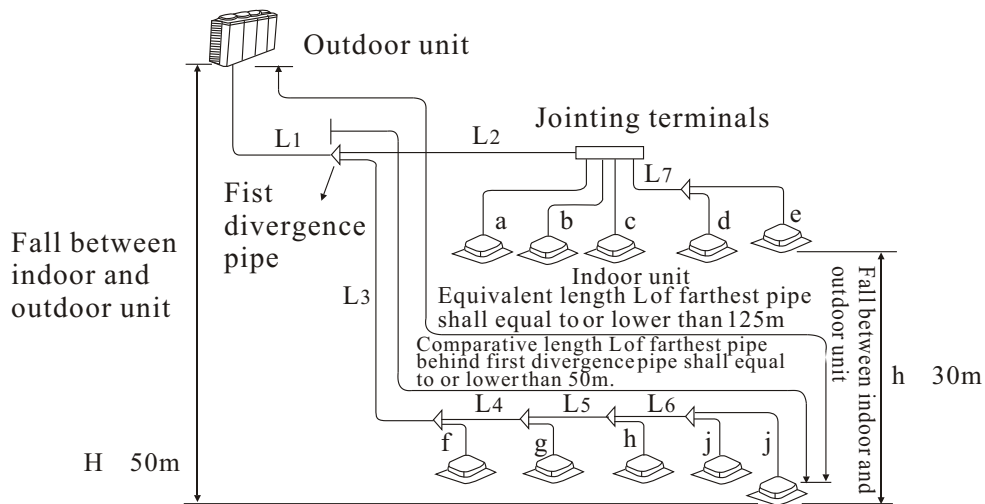 Outdoor unit
Jointing terminals
L1
L2
L7
Fist
divergence
pipe
a
b
c
d
e
Indoor unit
Fall between
indoor and
outdoor unit
L3
Equivalent length L of farthest pipe
shall equal to or lower than 125m
Comparative length L of farthest pipe
behind first divergence pipe shall equal
to or lower than 50m.
Fall between indoor and
outdoor unit
h 30m
L4
L5
L6
f
g
h
j
j
H 50m